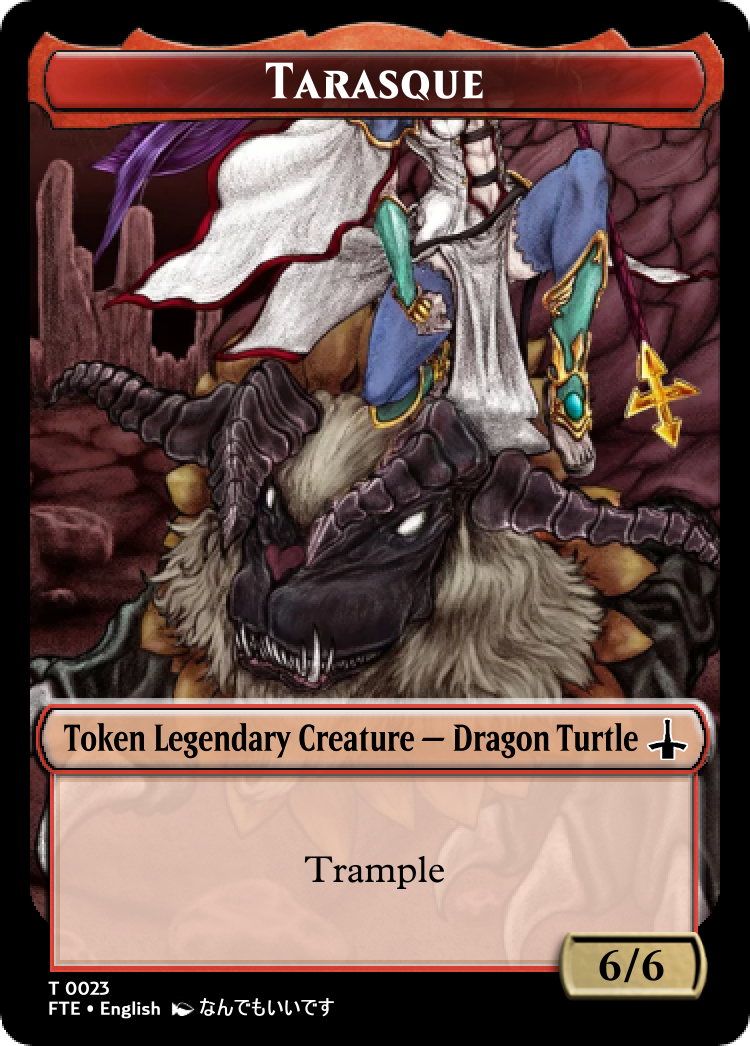 Tarasque
Token Legendary Creature — Dragon Turtle
Trample
6/6
T 0023
FTE • English なんでもいいです